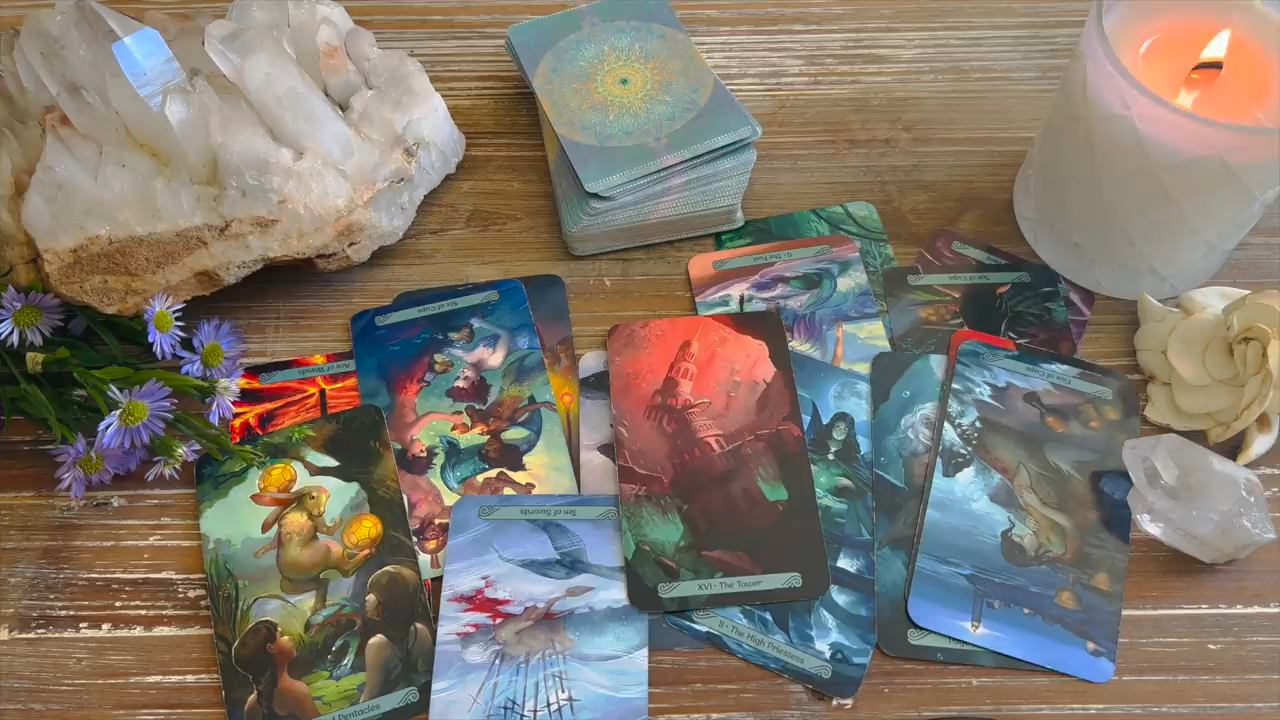 0 • The Fool
Ten of Cups
Six of Cups
Five of Cups
Ace of Wands
Ten of Swords
XVI • The Tower
II • The High Priestess
Pentacles